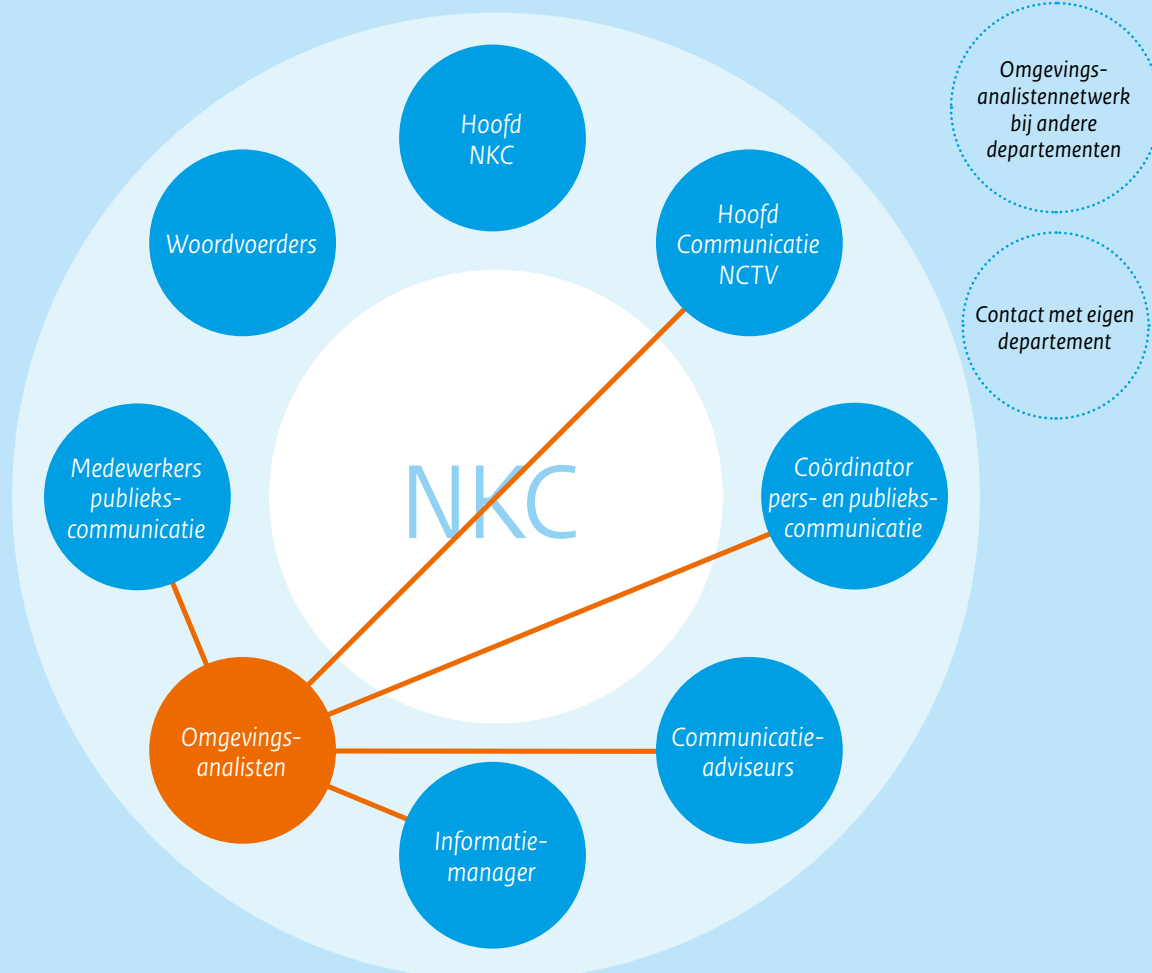 Omgevings-
analistennetwerk
bij andere
departementen
Hoofd
NKC
Woordvoerders
Hoofd
Communicatie
NCTV
Contact met eigen
departement
Medewerkers
publieks-
communicatie
NKC
Coördinator
pers- en publieks-
communicatie
Omgevings-
analisten
Communicatie-
adviseurs
Informatie-
manager